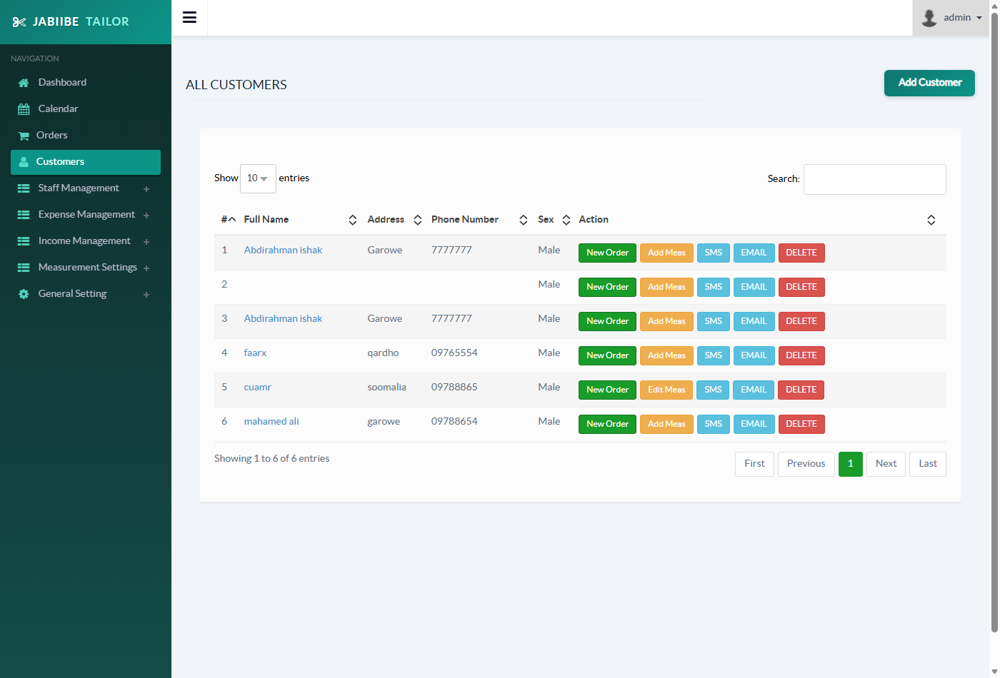 JABIIBE TAILOR
admin
NAVIGATION
Dashboard
Calendar
Orders
Customers
Staff Management +
Expense Management +
Income Management +
Measurement Settings +
General Setting +
ALL CUSTOMERS
Add Customer
Show 10 entries
Search:
# Full Name Address Phone Number Sex Action
1 Abdirahman ishak Garowe 7777777 Male New Order Add Meas SMS EMAIL DELETE
2 Male New Order Add Meas SMS EMAIL DELETE
3 Abdirahman ishak Garowe 7777777 Male New Order Add Meas SMS EMAIL DELETE
4 faarx qardho 09765554 Male New Order Add Meas SMS EMAIL DELETE
5 cuamr soomalia 09788865 Male New Order Edit Meas SMS EMAIL DELETE
6 mahamed ali garowe 09788654 Male New Order Add Meas SMS EMAIL DELETE
Showing 1 to 6 of 6 entries
First Previous 1 Next Last